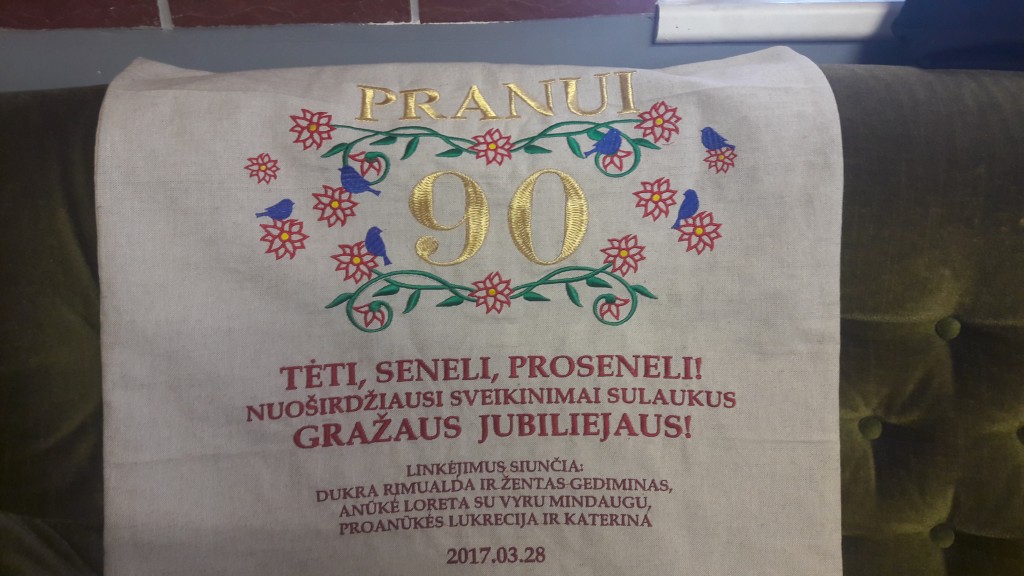 PRANUI
90
TĖTI, SENELI, PROSENELI!
NUOŠIRDŽIAUSI SVEIKINIMAI SULAUKUS
GRAŽAUS JUBILIEJAUS!
LINKĖJIMUS SIUNČIA:
DUKRA RIMUALDA IR ŽENTAS GEDIMINAS,
ANŪKĖ LORETA SU VYRU MINDAUGU,
PROANŪKĖS LUKRECIJA IR KATERINA
2017.03.28